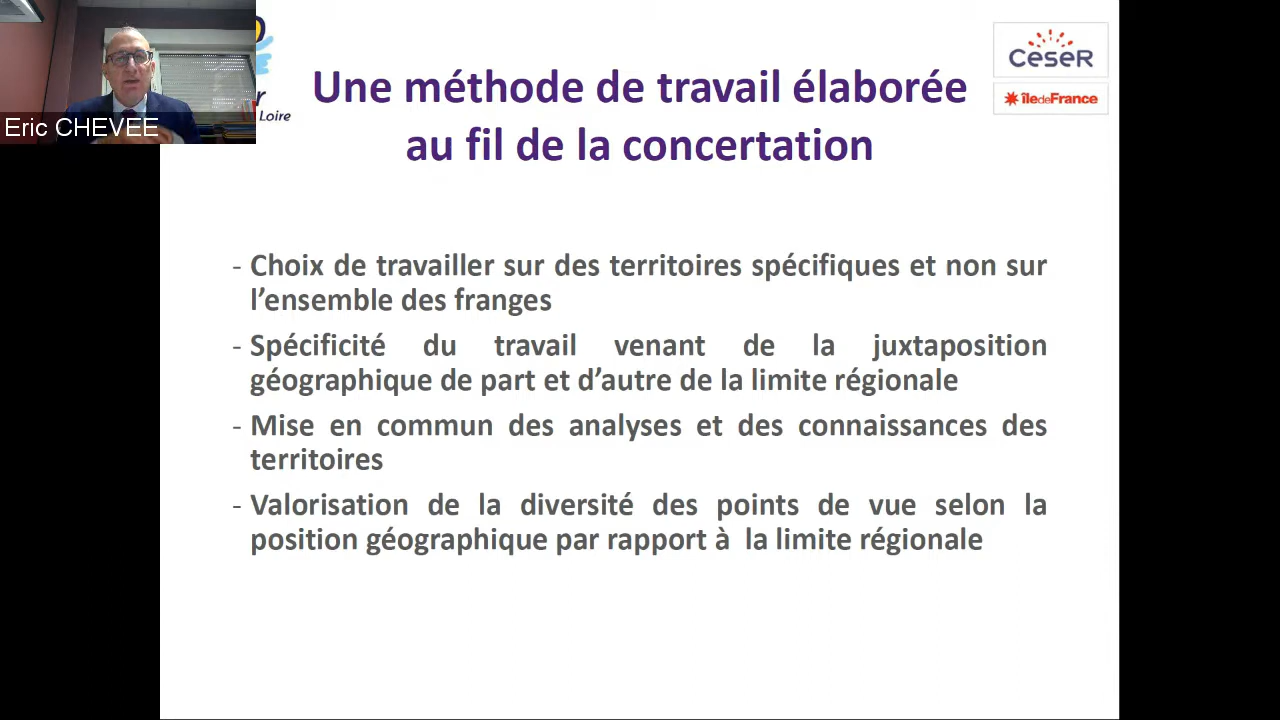 Eric CHEVEE
Loire
CeseR
îledeFrance
Une méthode de travail élaborée
au fil de la concertation
- Choix de travailler sur des territoires spécifiques et non sur
l’ensemble des franges
- Spécificité du travail venant de la juxtaposition
géographique de part et d’autre de la limite régionale
- Mise en commun des analyses et des connaissances des
territoires
- Valorisation de la diversité des points de vue selon la
position géographique par rapport à la limite régionale